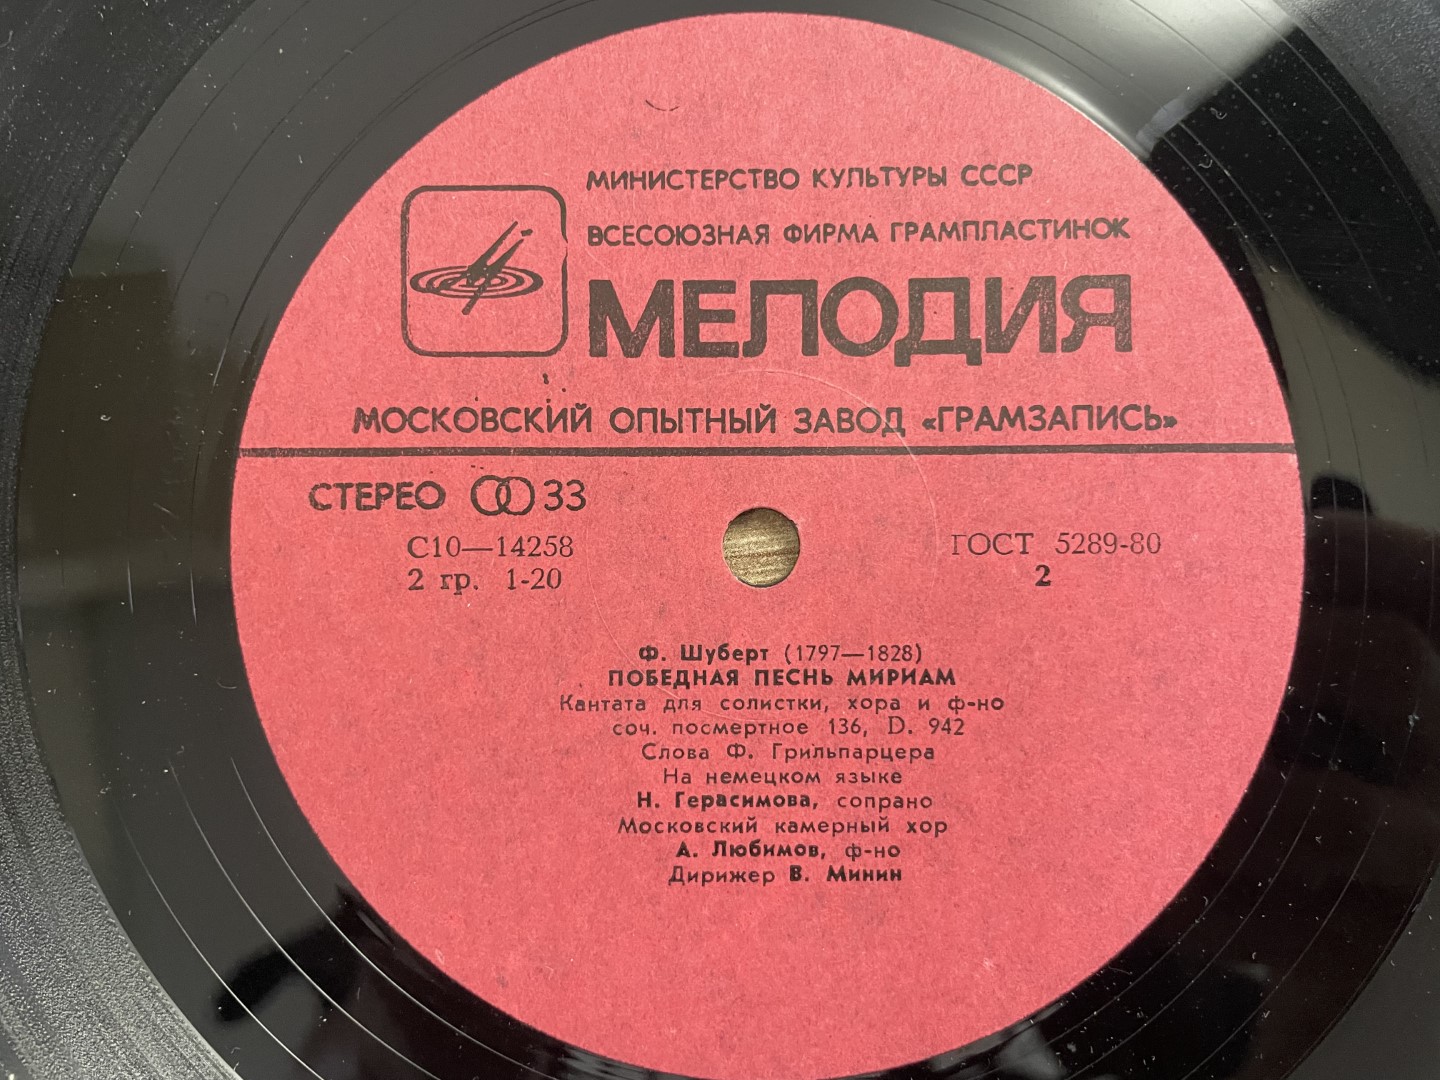 МИНИСТЕРСТВО КУЛЬТУРЫ СССР
ВСЕСОЮЗНАЯ ФИРМА ГРАМПЛАСТИНОК
МЕЛОДИЯ
МОСКОВСКИЙ ОПЫТНЫЙ ЗАВОД «ГРАМЗАПИСЬ»
СТЕРЕО 33
С10—14258
2 гр. 1-20
ГОСТ 5289-80
2
Ф. Шуберт (1797—1828)
ПОБЕДНАЯ ПЕСНЬ МИРИАМ
Кантата для солистки, хора и ф-но
соч. посмертное 136, D. 942
Слова Ф. Грильпарцера
На немецком языке
Н. Герасимова, сопрано
Московский камерный хор
А. Любимов, ф-но
Дирижер В. Минин